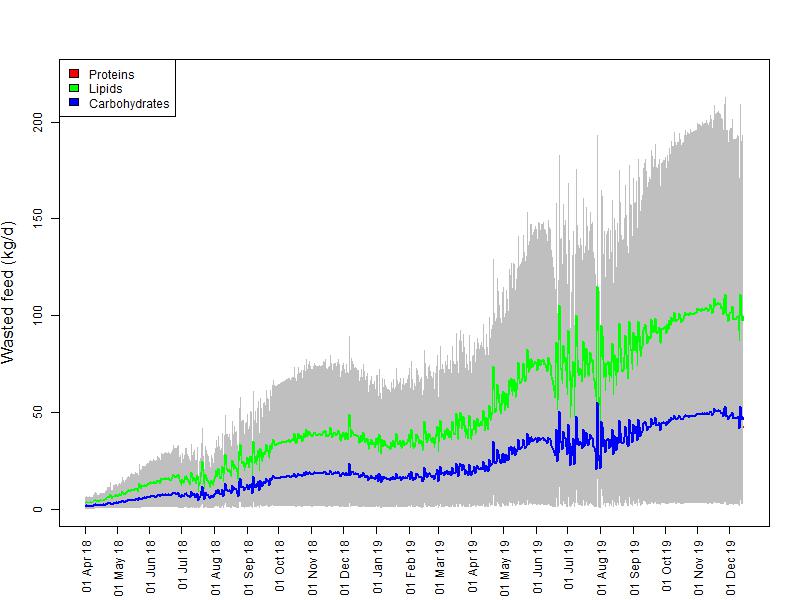 Proteins
Lipids
Carbohydrates
Wasted feed (kg/d)
200
150
100
50
0
01 Apr 18
01 May 18
01 Jun 18
01 Jul 18
01 Aug 18
01 Sep 18
01 Oct 18
01 Nov 18
01 Dec 18
01 Jan 19
01 Feb 19
01 Mar 19
01 Apr 19
01 May 19
01 Jun 19
01 Jul 19
01 Aug 19
01 Sep 19
01 Oct 19
01 Nov 19
01 Dec 19